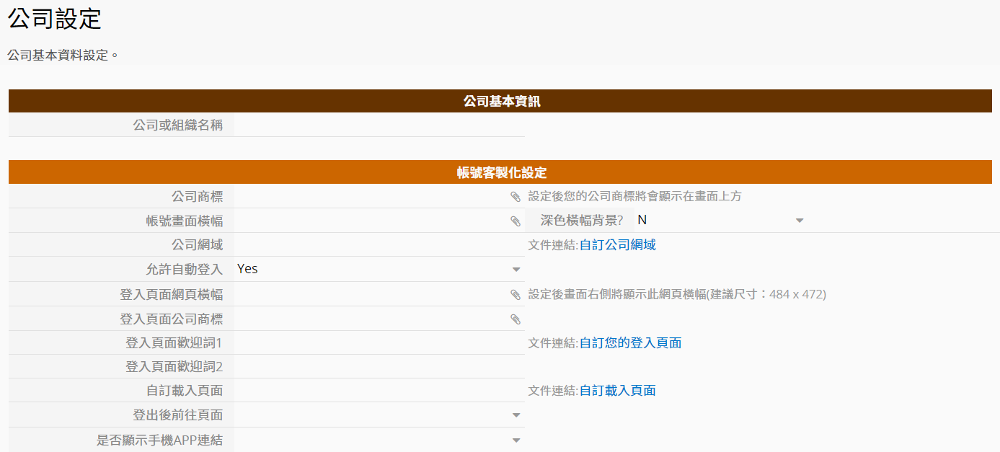 公司設定
公司基本資料設定。
公司基本資訊
公司或組織名稱
帳號客製化設定
公司商標 設定後您的公司商標將會顯示在畫面上方
帳號畫面橫幅 深色橫幅背景? N
公司網域 文件連結:自訂公司網域
允許自動登入 Yes
登入頁面網頁橫幅 設定後畫面右側將顯示此網頁橫幅(建議尺寸：484 x 472)
登入頁面公司商標
登入頁面歡迎詞1 文件連結:自訂您的登入頁面
登入頁面歡迎詞2
自訂載入頁面 文件連結:自訂載入頁面
登出後前往頁面
是否顯示手機APP連結